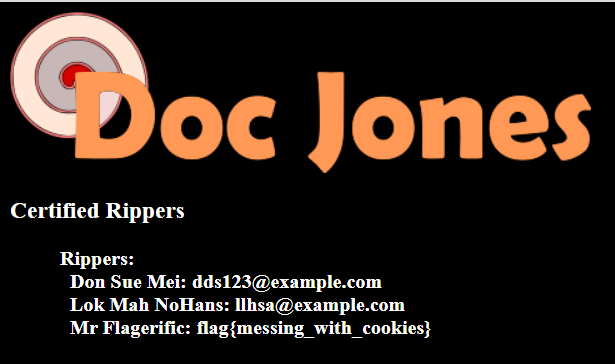 Doc Jones
Certified Rippers
Rippers:
Don Sue Mei: dds123@example.com
Lok Mah NoHans: llhsa@example.com
Mr Flagerific: flag{messing_with_cookies}